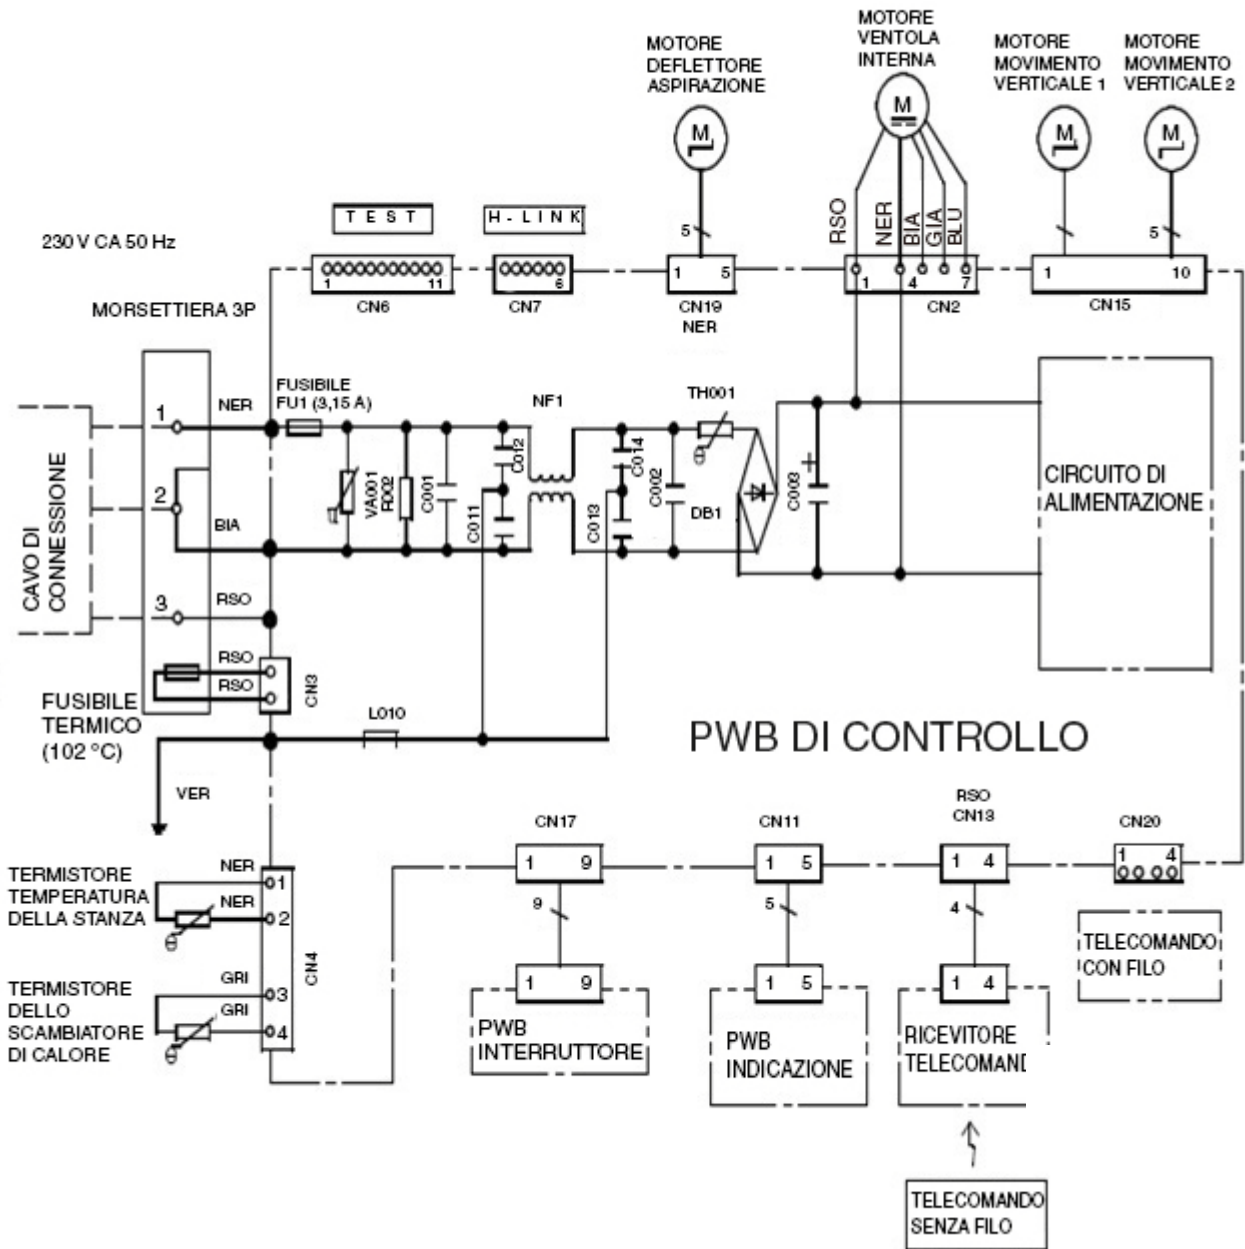 MOTORE
DEFLETTORE
ASPIRAZIONE
MOTORE
VENTOLA
INTERNA
MOTORE
MOVIMENTO
VERTICALE 1
MOTORE
MOVIMENTO
VERTICALE 2
M
M
M
M
230 V CA 50 Hz
TEST
H-LINK
5
RSO
NER
BIA
GIA
BLU
5
1 11
CN6
6
CN7
1 5
CN19
NER
1 4 7
CN2
1 10
CN15
MORSETTIERA 3P
CAVO DI
CONNESSIONE
1
NER
2
BIA
3
RSO
RSO
RSO
CN3
FUSIBILE
TERMICO
(102 °C)
FUSIBILE
FU1 (3,15 A)
VA001
R002
C001
C012
C011
NF1
C014
C013
C002
TH001
DB1
C003
CIRCUITO DI
ALIMENTAZIONE
L010
PWB DI CONTROLLO
VER
TERMISTORE
TEMPERATURA
DELLA STANZA
NER
NER
1
2
CN4
TERMISTORE
DELLO
SCAMBIATORE
DI CALORE
GRI
GRI
3
4
CN17
1 9
9
1 9
PWB
INTERRUTTORE
CN11
1 5
5
1 5
PWB
INDICAZIONE
RSO
CN13
1 4
4
1 4
RICEVITORE
TELECOMAND
CN20
1 4
TELECOMANDO
CON FILO
TELECOMANDO
SENZA FILO